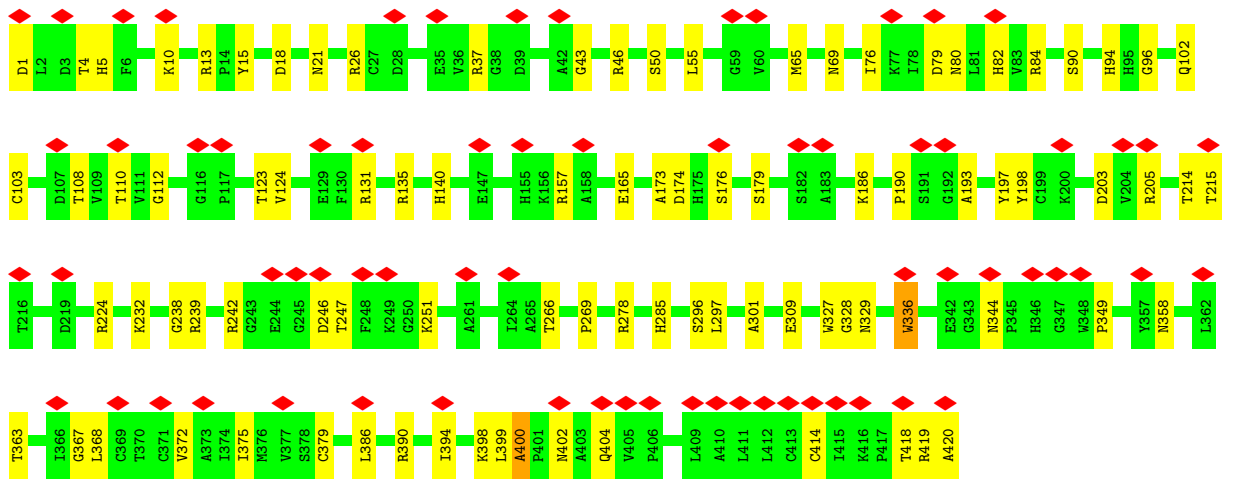 D1 L2 D3 T4 H5 F6 K10 R13 P14 Y15 D18 N21 R26 C27 D28 E35 V36 R37 G38 D39 A42 G43 R46 S50 L55 G59 V60 M65 N69 I76 K77 I78 D79 N80 L81 H82 V83 R84 S90 H94 H95 G96 Q102
C103 D107 T108 V109 T110 V111 G112 G116 P117 T123 V124 E129 F130 R131 R135 H140 E147 H155 K156 R157 A158 E165 A173 D174 H175 S176 S179 S182 A183 K186 P190 S191 G192 A193 Y197 Y198 C199 K200 D203 V204 R205 T214 T215
T216 D219 R224 K232 G238 R239 R242 G243 E244 G245 D246 T247 F248 K249 G250 K251 A261 I264 A265 T266 P269 R278 H285 S296 L297 A301 E309 W327 G328 N329 W336 E342 G343 N344 P345 H346 G347 W348 P349 Y357 N358 L362
T363 I366 G367 L368 C369 T370 C371 V372 A373 I374 I375 M376 V377 S378 C379 L386 R390 I394 K398 L399 A400 P401 N402 A403 Q404 V405 P406 L409 A410 L411 L412 C413 C414 I415 K416 P417 T418 R419 A420